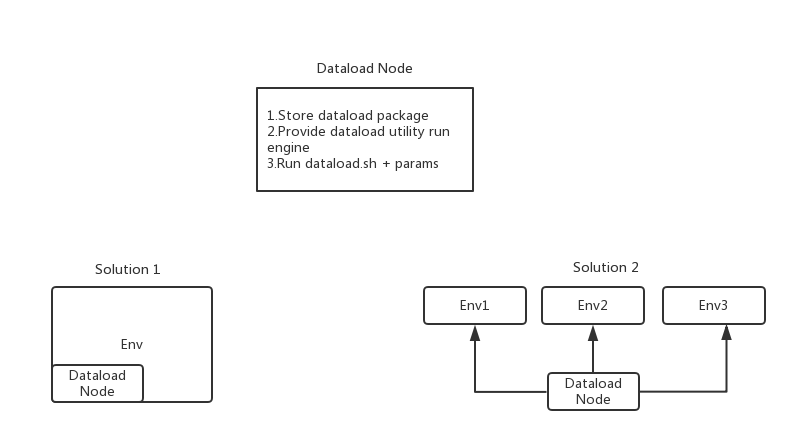 Dataload Node
1.Store dataload package
2.Provide dataload utility run
engine
3.Run dataload.sh + params
Solution 1
Env
Dataload
Node
Solution 2
Env1
Env2
Env3
Dataload
Node